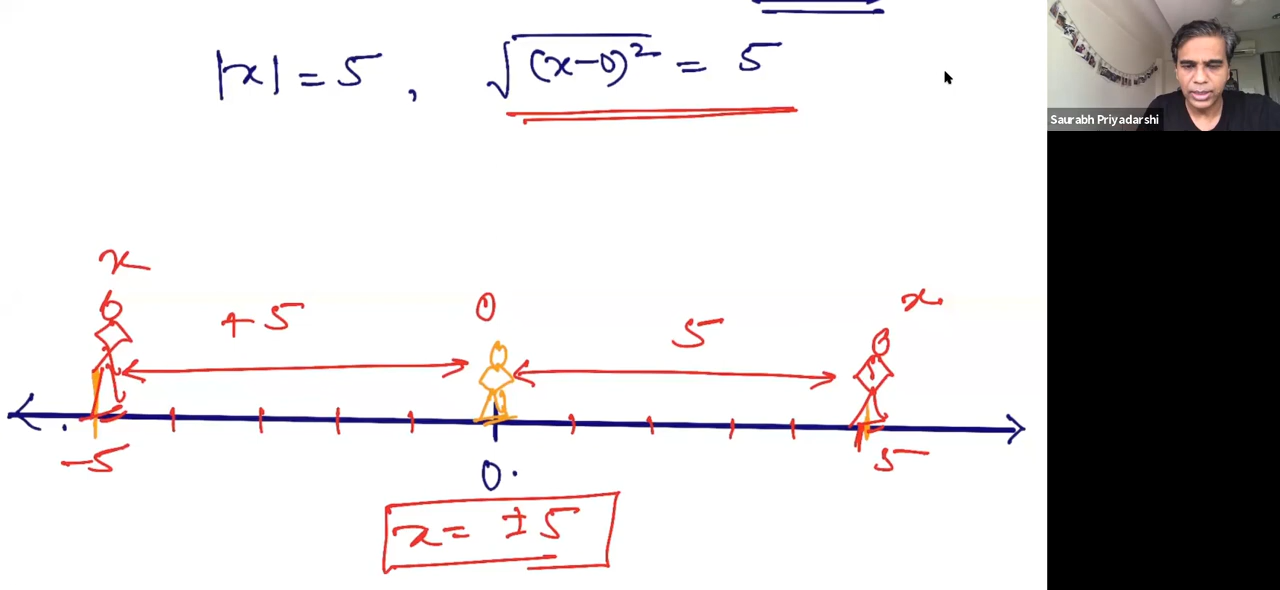 |x| = 5 , √(x-0)² = 5
Saurabh Priyadarshi
x
+5
0
5
x
-5
0
5
x = ±5